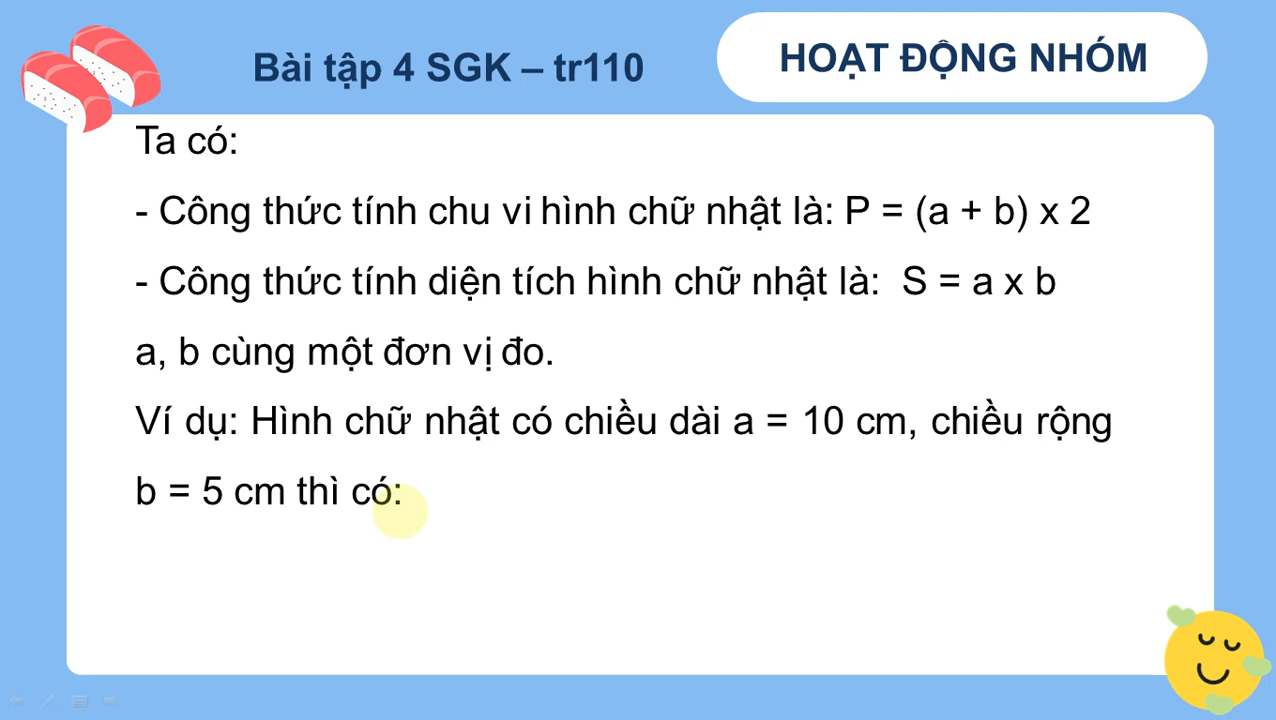 Bài tập 4 SGK – tr110
HOẠT ĐỘNG NHÓM
Ta có:
- Công thức tính chu vi hình chữ nhật là: P = (a + b) x 2
- Công thức tính diện tích hình chữ nhật là: S = a x b
a, b cùng một đơn vị đo.
Ví dụ: Hình chữ nhật có chiều dài a = 10 cm, chiều rộng
b = 5 cm thì có: